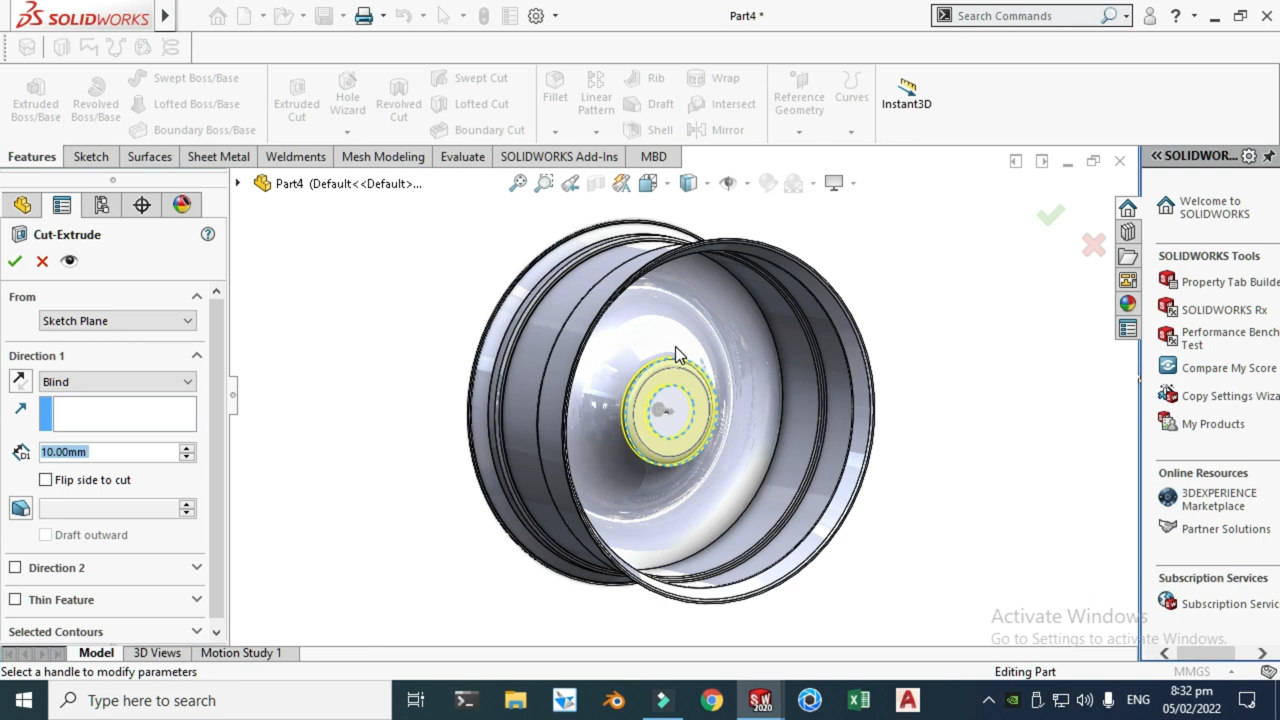 SOLIDWORKS
Part4 *
Search Commands
Extruded Boss/Base
Revolved Boss/Base
Swept Boss/Base
Lofted Boss/Base
Boundary Boss/Base
Extruded Cut
Hole Wizard
Revolved Cut
Swept Cut
Lofted Cut
Boundary Cut
Fillet
Linear Pattern
Rib
Draft
Shell
Wrap
Intersect
Mirror
Reference Geometry
Curves
Instant3D
Features
Sketch
Surfaces
Sheet Metal
Weldments
Mesh Modeling
Evaluate
SOLIDWORKS Add-Ins
MBD
SOLIDWOR...
Part4 (Default<<Default>...
Cut-Extrude
From
Sketch Plane
Direction 1
Blind
10.00mm
Flip side to cut
Draft outward
Direction 2
Thin Feature
Selected Contours
Welcome to
SOLIDWORKS
SOLIDWORKS Tools
Property Tab Builde
SOLIDWORKS Rx
Performance Bench
Test
Compare My Score
Copy Settings Wiza
My Products
Online Resources
3DEXPERIENCE
Marketplace
Partner Solutions
Subscription Services
Subscription Servic
Activate Windows
Go to Settings to activate Windows.
Model
3D Views
Motion Study 1
Select a handle to modify parameters
Editing Part
MMGS
Type here to search
SW
2020
ENG
8:32 pm
05/02/2022